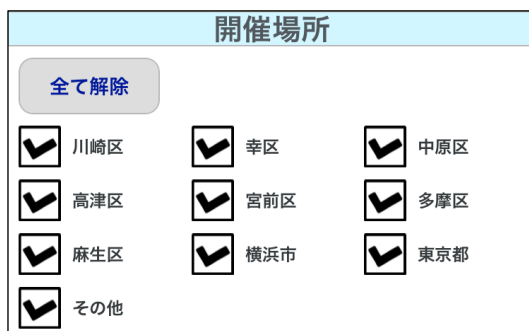 開催場所
全て解除
川崎区 幸区 中原区
高津区 宮前区 多摩区
麻生区 横浜市 東京都
その他